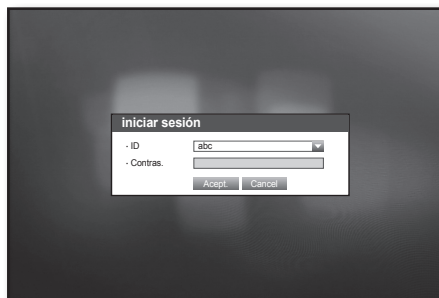 iniciar sesión
- ID abc
- Contras.
Acept. Cancel